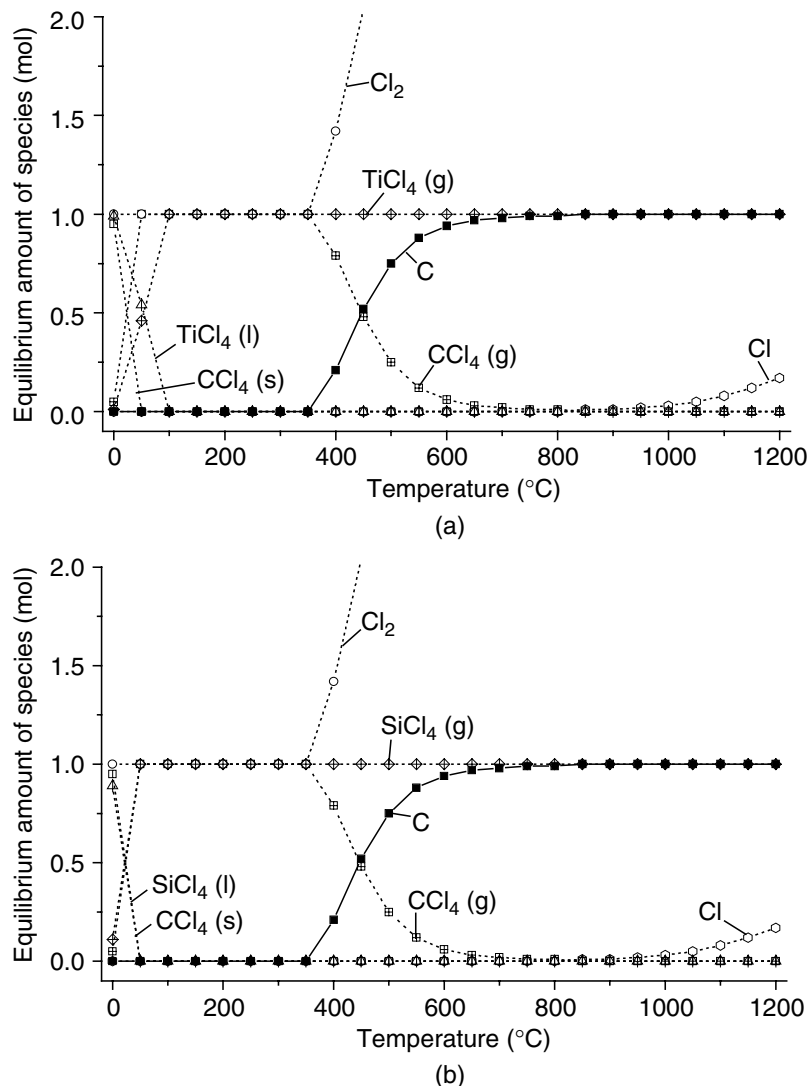 2.0
1.5
1.0
0.5
0.0
Equilibrium amount of species (mol)
Cl₂
TiCl₄ (g)
C
TiCl₄ (l)
CCl₄ (s)
CCl₄ (g)
Cl
0 200 400 600 800 1000 1200
Temperature (°C)
(a)
2.0
1.5
1.0
0.5
0.0
Equilibrium amount of species (mol)
Cl₂
SiCl₄ (g)
C
SiCl₄ (l)
CCl₄ (s)
CCl₄ (g)
Cl
0 200 400 600 800 1000 1200
Temperature (°C)
(b)